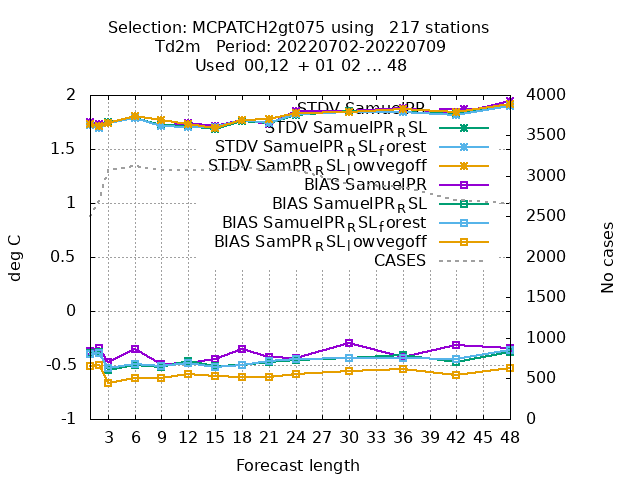 Selection: MCPATCH2gt075 using   217 stations
Td2m   Period: 20220702-20220709
Used  00,12  + 01 02 ... 48
2
1.5
1
0.5
0
-0.5
-1
4000
3500
3000
2500
2000
1500
1000
500
0
deg C
No cases
STDV SamuelPR
STDV SamuelPR_RSL
STDV SamuelPR_RSL_forest
STDV SamPR_RSL_lowvegoff
BIAS SamuelPR
BIAS SamuelPR_RSL
BIAS SamuelPR_RSL_forest
BIAS SamPR_RSL_lowvegoff
CASES
3 6 9 12 15 18 21 24 27 30 33 36 39 42 45 48
Forecast length